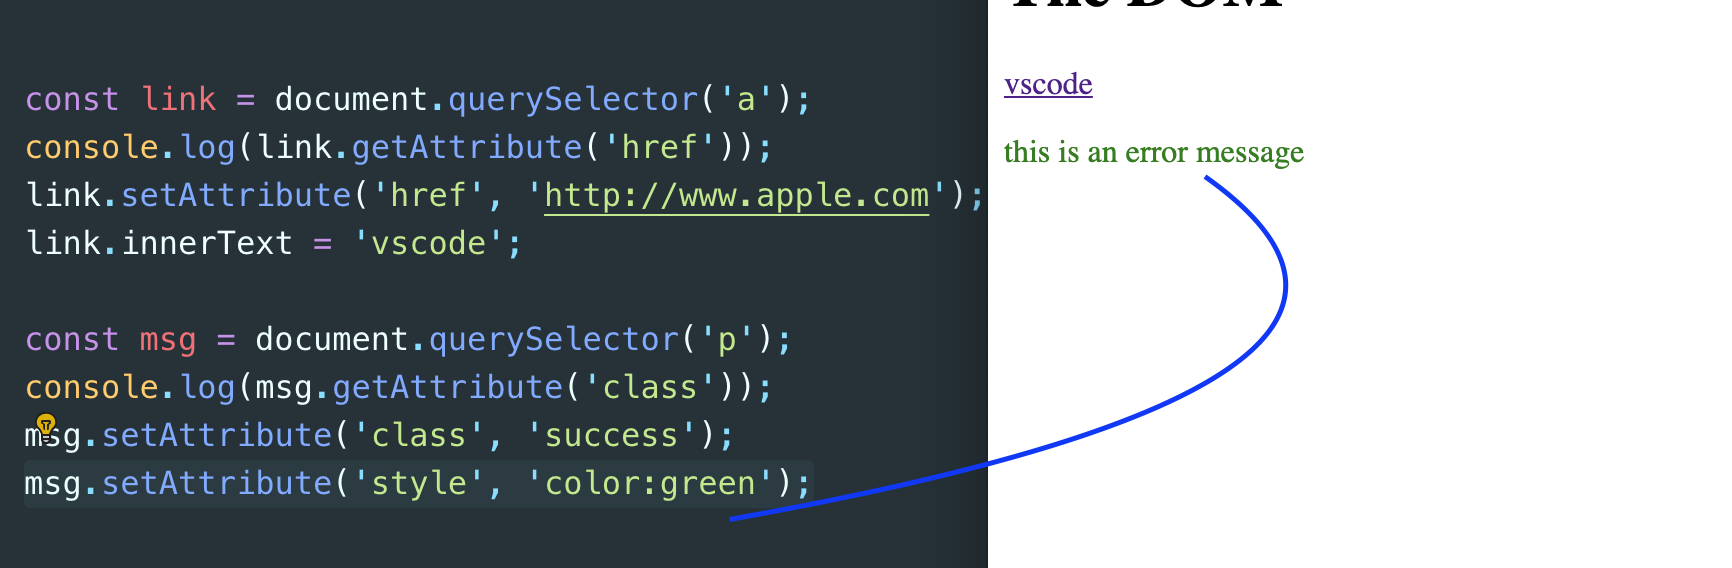 const link = document.querySelector('a');
console.log(link.getAttribute('href'));
link.setAttribute('href', 'http://www.apple.com');
link.innerText = 'vscode';
const msg = document.querySelector('p');
console.log(msg.getAttribute('class'));
msg.setAttribute('class', 'success');
msg.setAttribute('style', 'color:green');
The DOM
vscode
this is an error message